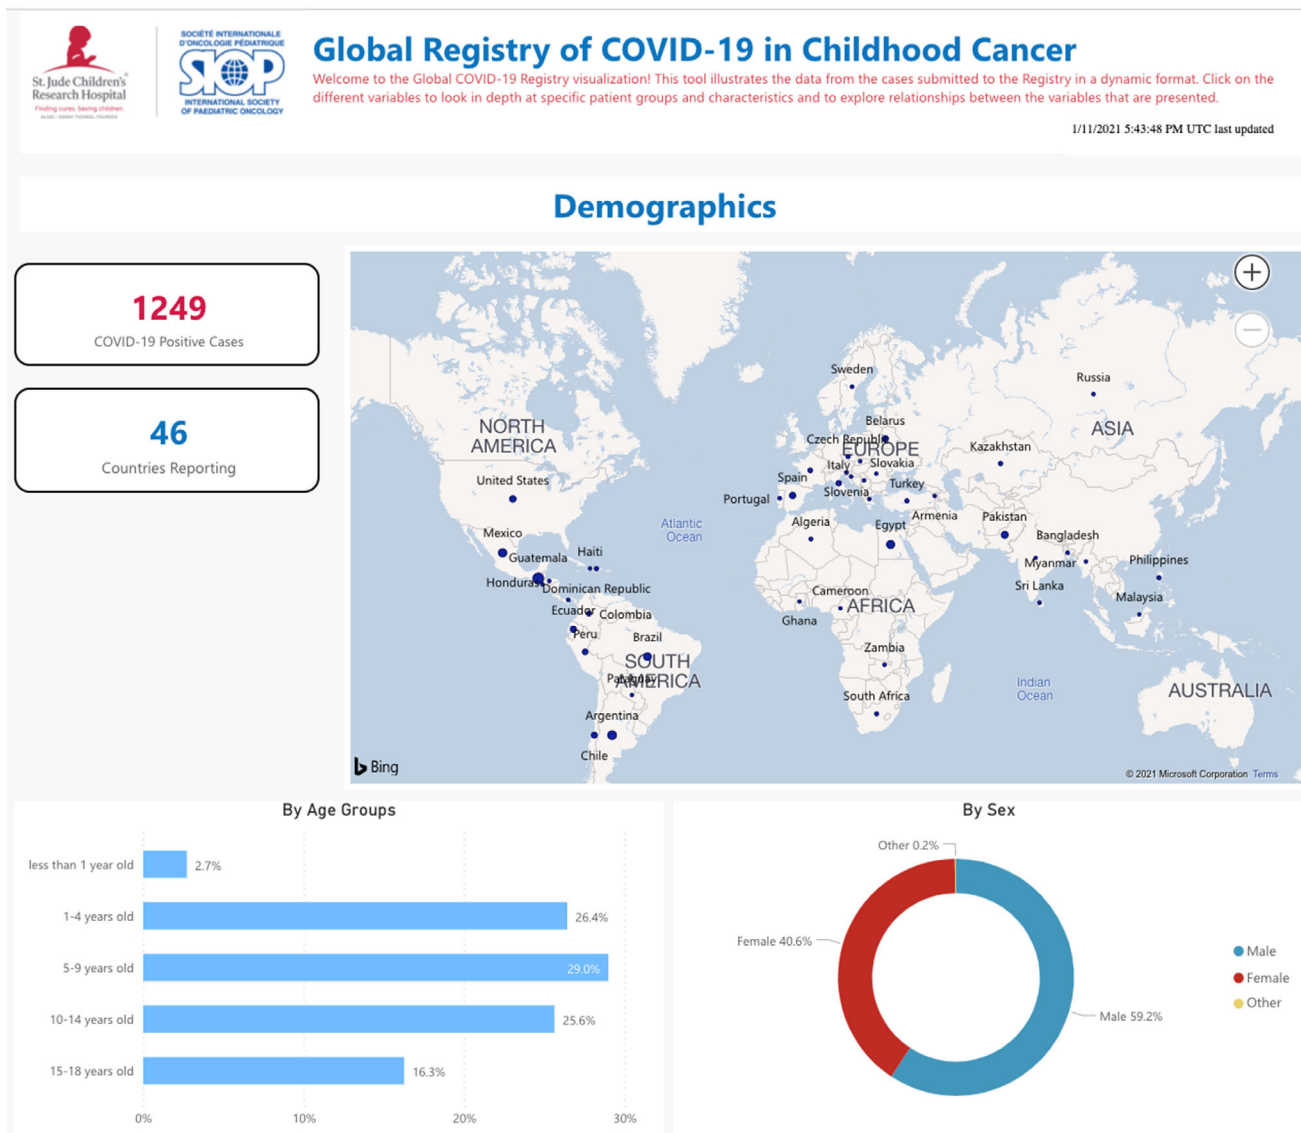 St. Jude Children's
Research Hospital
Finding cures. Saving children.
ALSAC • DANNY THOMAS, FOUNDER
SOCIÉTÉ INTERNATIONALE
D'ONCOLOGIE PÉDIATRIQUE
SIOP
INTERNATIONAL SOCIETY
OF PAEDIATRIC ONCOLOGY
Global Registry of COVID-19 in Childhood Cancer
Welcome to the Global COVID-19 Registry visualization! This tool illustrates the data from the cases submitted to the Registry in a dynamic format. Click on the
different variables to look in depth at specific patient groups and characteristics and to explore relationships between the variables that are presented.
1/11/2021 5:43:48 PM UTC last updated
Demographics
1249
COVID-19 Positive Cases
46
Countries Reporting
Sweden
Russia
Belarus
NORTH
AMERICA
ASIA
Czech Republic
EUROPE
Kazakhstan
Italy
Slovakia
United States
Spain
Turkey
Slovenia
Portugal
Armenia
Pakistan
Atlantic
Ocean
Algeria
Egypt
Mexico
Bangladesh
Guatemala
Haiti
Myanmar
Philippines
Honduras
Dominican Republic
Sri Lanka
Cameroon
Malaysia
Ecuador
Colombia
AFRICA
Ghana
Peru
Brazil
Zambia
SOUTH
AMERICA
Paraguay
Indian
Ocean
AUSTRALIA
South Africa
Argentina
Chile
Bing
© 2021 Microsoft Corporation Terms
By Age Groups
less than 1 year old
2.7%
1-4 years old
26.4%
5-9 years old
29.0%
10-14 years old
25.6%
15-18 years old
16.3%
0%
10%
20%
30%
By Sex
Other 0.2%
Female 40.6%
Male 59.2%
Male
Female
Other